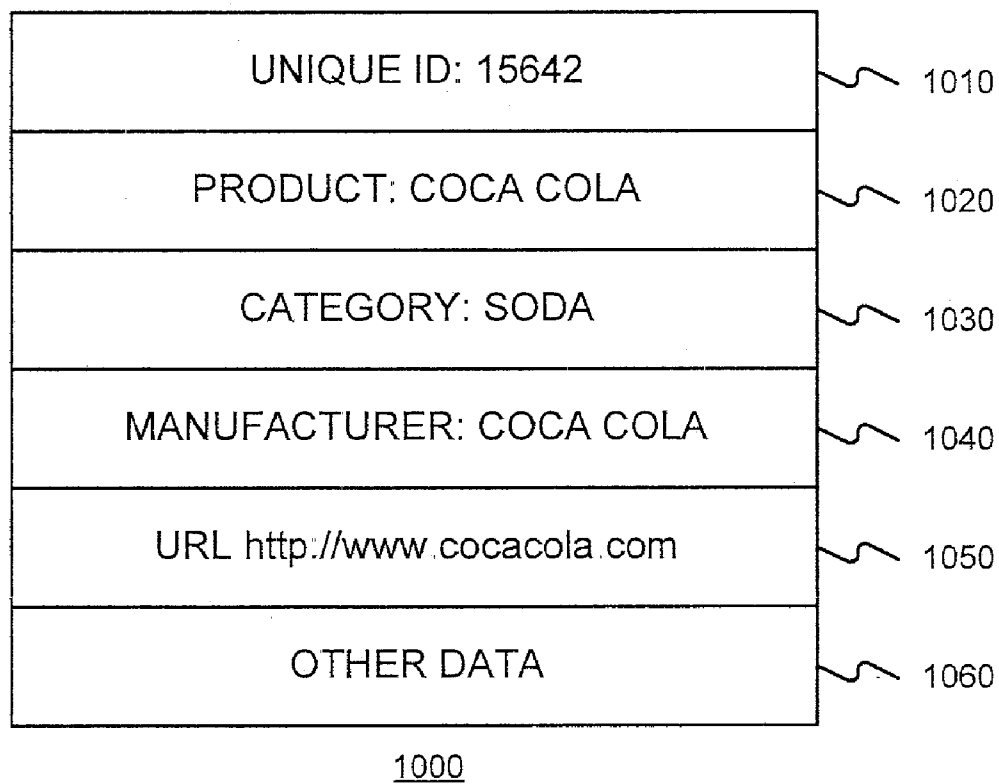 UNIQUE ID: 15642
1010
PRODUCT: COCA COLA
1020
CATEGORY: SODA
1030
MANUFACTURER: COCA COLA
1040
URL http://www.cocacola.com
1050
OTHER DATA
1060
1000